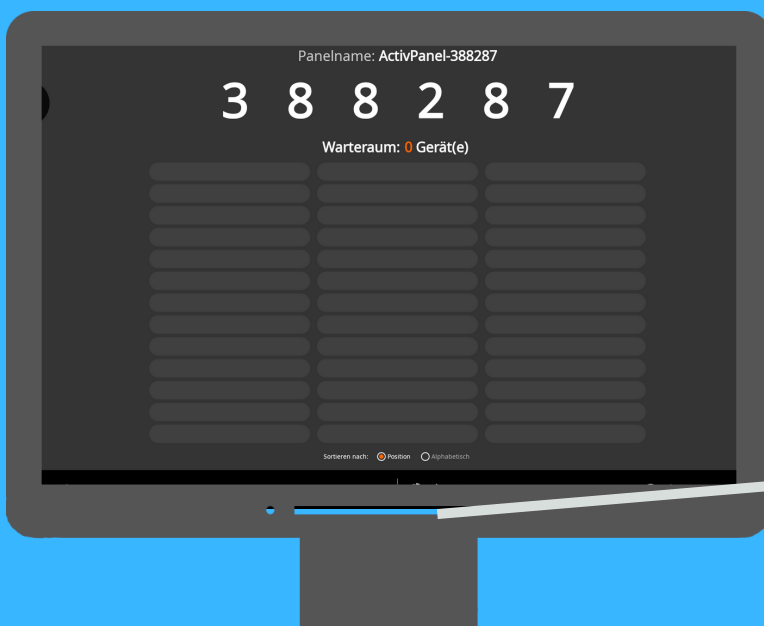 Panelname: ActivPanel-388287
3 8 8 2 8 7
Warteraum: 0 Gerät(e)
Sortieren nach: Position Alphabetisch